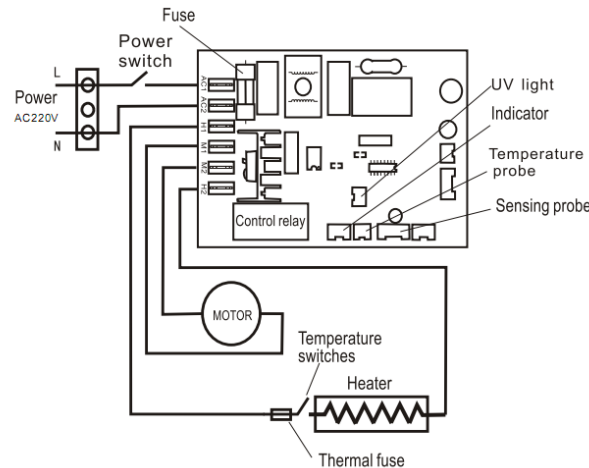 Fuse
Power
switch
L
Power
AC220V
N
AC1
AC2
H1
M1
M2
H2
UV light
Indicator
Temperature
probe
Sensing probe
Control relay
MOTOR
Temperature
switches
Heater
Thermal fuse